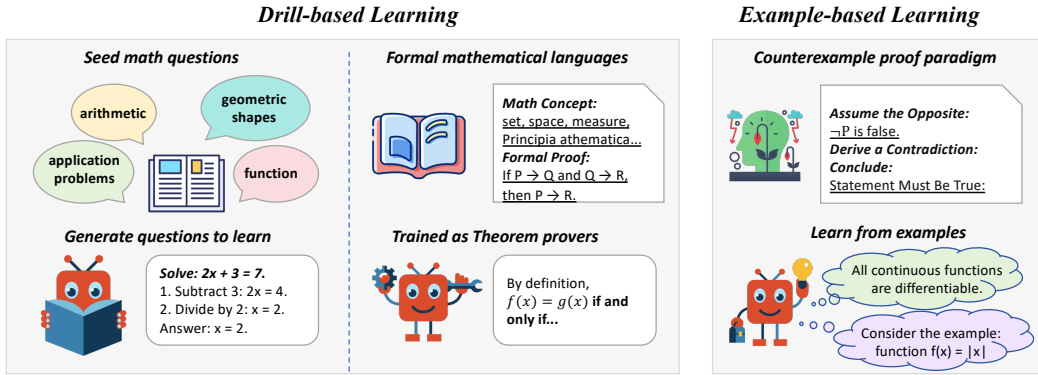 Drill-based Learning
Seed math questions
arithmetic
geometric
shapes
application
problems
function
Generate questions to learn
Solve: 2x + 3 = 7.
1. Subtract 3: 2x = 4.
2. Divide by 2: x = 2.
Answer: x = 2.
Formal mathematical languages
Math Concept:
set, space, measure,
Principia athematica...
Formal Proof:
If P → Q and Q → R,
then P → R.
Trained as Theorem provers
By definition,
f(x) = g(x) if and
only if...
Example-based Learning
Counterexample proof paradigm
Assume the Opposite:
¬P is false.
Derive a Contradiction:
Conclude:
Statement Must Be True:
Learn from examples
All continuous functions
are differentiable.
Consider the example:
function f(x) = |x|